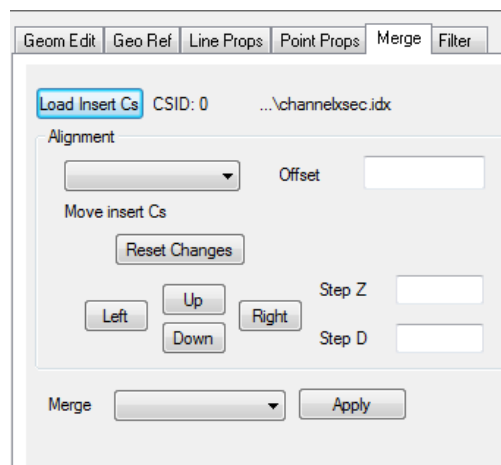 Geom Edit Geo Ref Line Props Point Props Merge Filter
Load Insert Cs CSID: 0 ...\channelxsec.idx
Alignment
Offset
Move insert Cs
Reset Changes
Step Z
Up
Left Right
Down Step D
Merge Apply